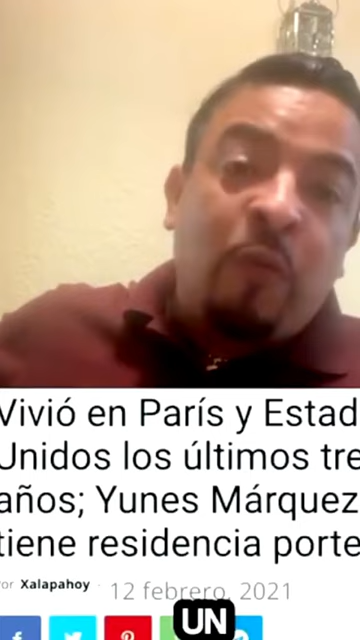 Vivió en París y Estad
Unidos los últimos tre
años; Yunes Márquez
tiene residencia porte
Por Xalapahoy - 12 febrero, 2021
UN